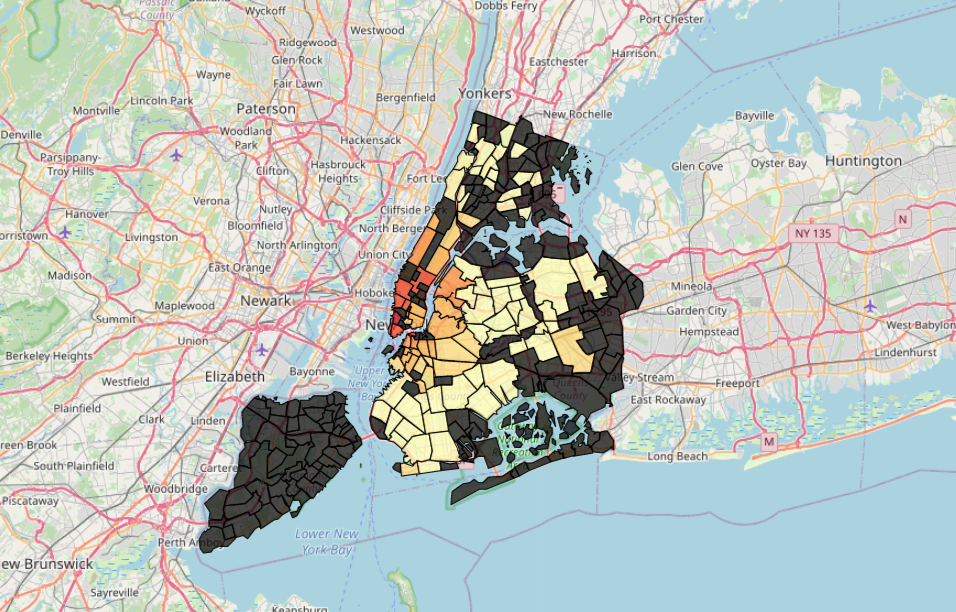 Passaic
County
Wyckoff
Dobbs Ferry
Port Chester
Westwood
Ridgewood
Harrison
Glen Rock
Eastchester
Wayne
Fair Lawn
Yonkers
Lincoln Park
Bergenfield
Montville
Paterson
New Rochelle
Bayville
Denville
Woodland
Park
Hackensack
Parsippany-
Troy Hills
Hasbrouck
Heights
Glen Cove
Oyster Bay
Huntington
Clifton
Fort Lee
Verona
Nutley
Cliffside Park
Hanover
N
Bloomfield
North Bergen
NY 135
Livingston
North Arlington
Union City
East Orange
Madison
Mineola
Hoboke
Newark
Maplewood
Garden City
95
Summit
New
West Babylon
Union
Hempstead
Berkeley Heights
Lindenhurst
Bayonne
Upper
New York
Bay
Elizabeth
Valley Stream
Westfield
Queens
County
Freeport
Plainfield
East Rockaway
Clark
Linden
reen Brook
M
South Plainfield
Long Beach
Cartere
Woodbridge
Piscataway
Perth Amboy
Lower New
York Bay
ew Brunswick
Sayreville
Keansburg